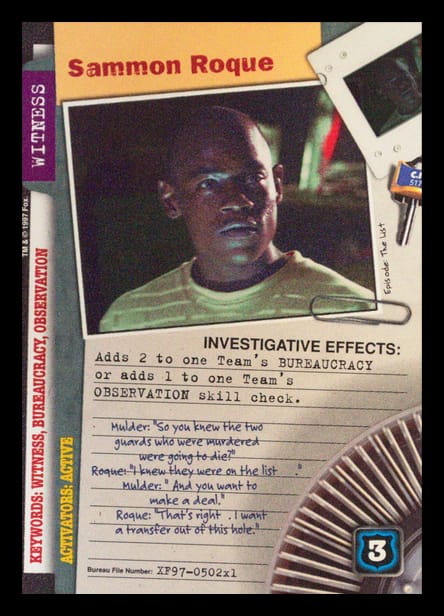 Sammon Roque
WITNESS
TM & © 1997 Fox.
KEYWORDS: WITNESS, BUREAUCRACY, OBSERVATION
ACTIVATORS: ACTIVE
517
Episode: The List
INVESTIGATIVE EFFECTS:
Adds 2 to one Team's BUREAUCRACY
or adds 1 to one Team's
OBSERVATION skill check.
Mulder: "So you knew the two
guards who were murdered
were going to die?"
Roque: "I knew they were on the list ."
Mulder: " And you want to
make a deal."
Roque: "That's right . I want
a transfer out of this hole."
Bureau File Number: XF97-0502x1
3